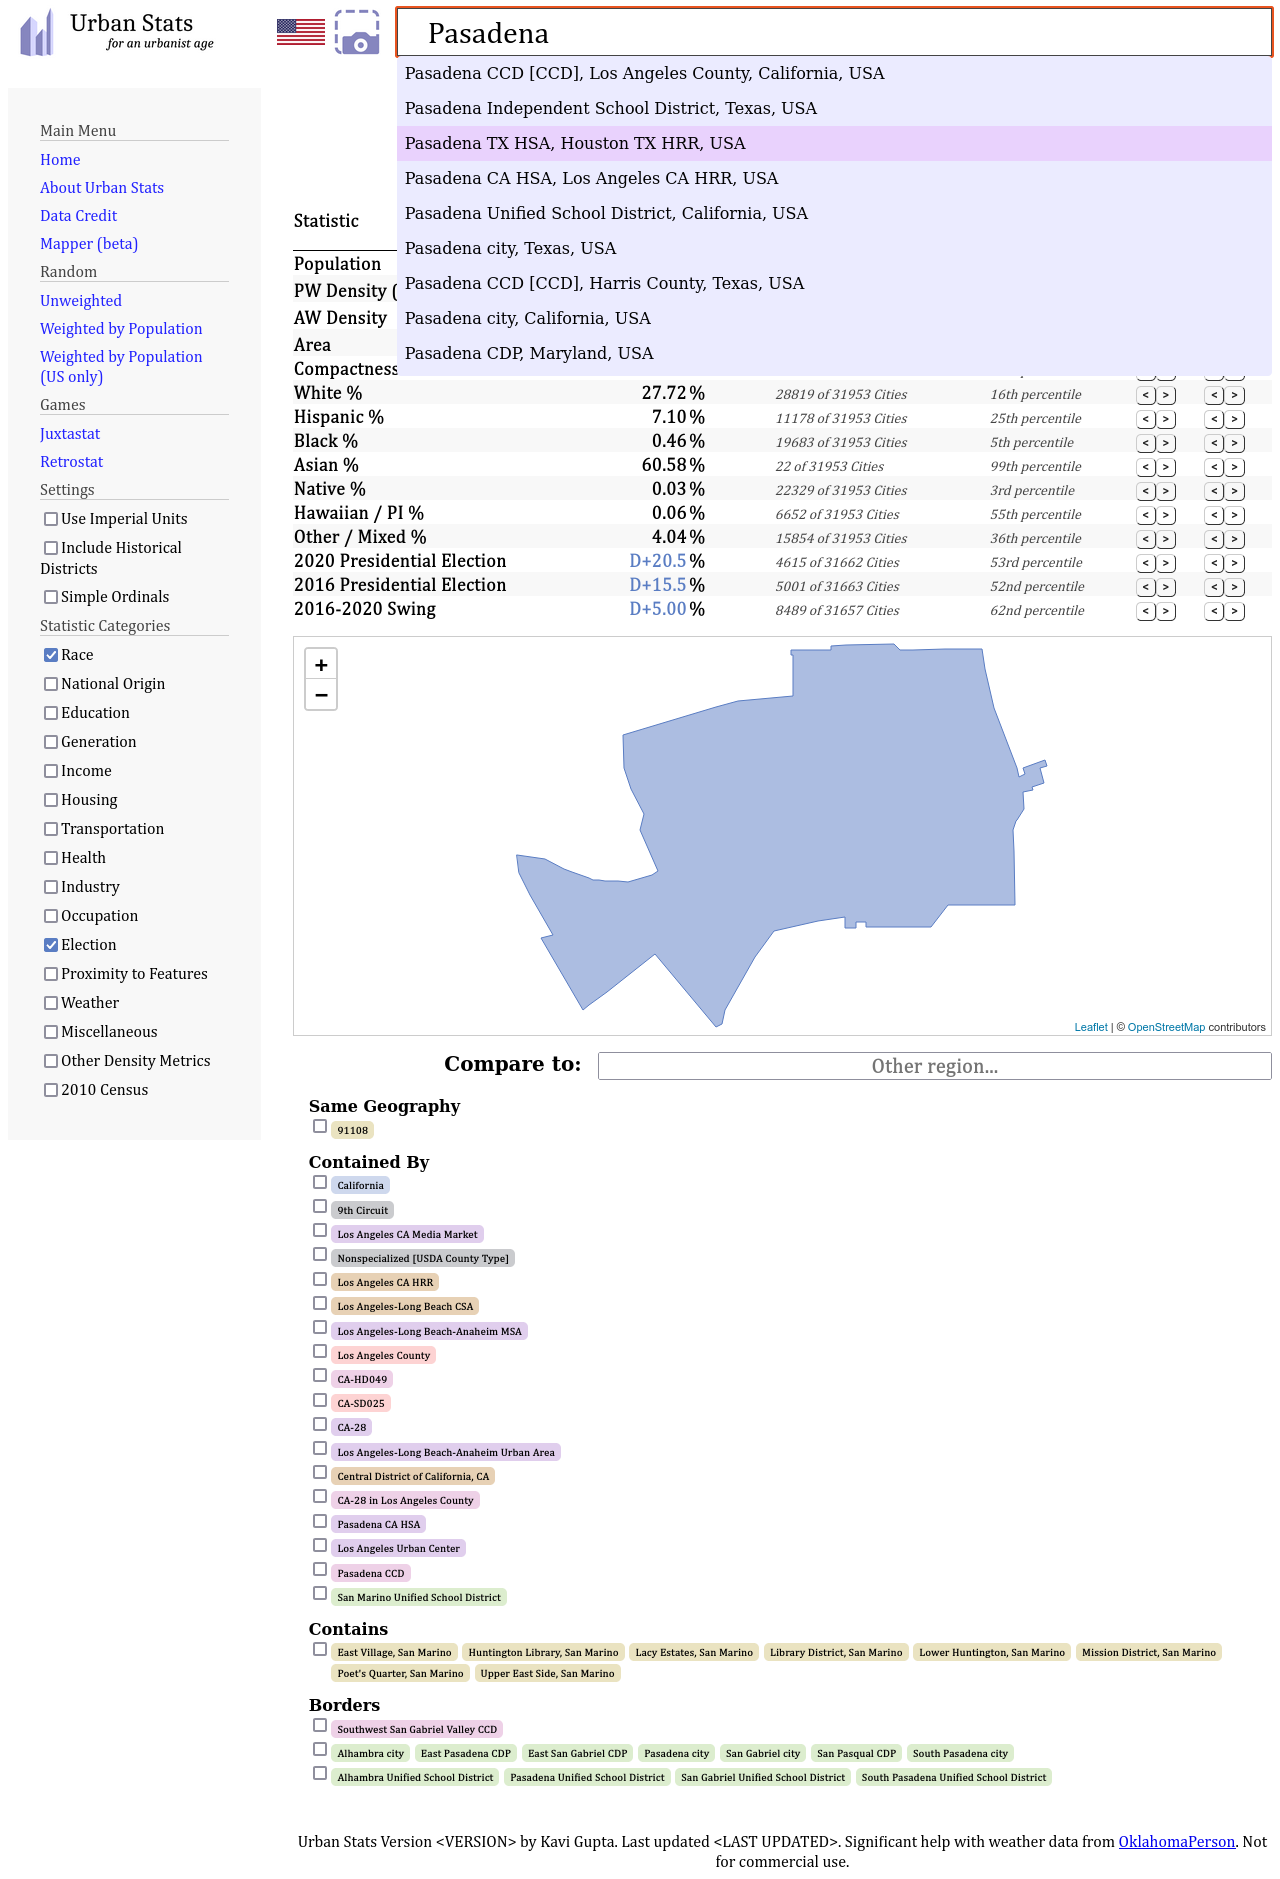 Urban Stats
for an urbanist age
Pasadena
Pasadena CCD [CCD], Los Angeles County, California, USA
Pasadena Independent School District, Texas, USA
Pasadena TX HSA, Houston TX HRR, USA
Pasadena CA HSA, Los Angeles CA HRR, USA
Pasadena Unified School District, California, USA
Pasadena city, Texas, USA
Pasadena CCD [CCD], Harris County, Texas, USA
Pasadena city, California, USA
Pasadena CDP, Maryland, USA
Main Menu
Home
About Urban Stats
Data Credit
Mapper (beta)
Random
Unweighted
Weighted by Population
Weighted by Population
(US only)
Games
Juxtastat
Retrostat
Settings
Use Imperial Units
Include Historical
Districts
Simple Ordinals
Statistic Categories
Race
National Origin
Education
Generation
Income
Housing
Transportation
Health
Industry
Occupation
Election
Proximity to Features
Weather
Miscellaneous
Other Density Metrics
2010 Census
Statistic
Population
PW Density (
AW Density
Area
Compactness
White % 27.72% 28819 of 31953 Cities 16th percentile < > < >
Hispanic % 7.10% 11178 of 31953 Cities 25th percentile < > < >
Black % 0.46% 19683 of 31953 Cities 5th percentile < > < >
Asian % 60.58% 22 of 31953 Cities 99th percentile < > < >
Native % 0.03% 22329 of 31953 Cities 3rd percentile < > < >
Hawaiian / PI % 0.06% 6652 of 31953 Cities 55th percentile < > < >
Other / Mixed % 4.04% 15854 of 31953 Cities 36th percentile < > < >
2020 Presidential Election D+20.5% 4615 of 31662 Cities 53rd percentile < > < >
2016 Presidential Election D+15.5% 5001 of 31663 Cities 52nd percentile < > < >
2016-2020 Swing D+5.00% 8489 of 31657 Cities 62nd percentile < > < >
+
−
Leaflet | © OpenStreetMap contributors
Compare to: Other region...
Same Geography
91108
Contained By
California
9th Circuit
Los Angeles CA Media Market
Nonspecialized [USDA County Type]
Los Angeles CA HRR
Los Angeles-Long Beach CSA
Los Angeles-Long Beach-Anaheim MSA
Los Angeles County
CA-HD049
CA-SD025
CA-28
Los Angeles-Long Beach-Anaheim Urban Area
Central District of California, CA
CA-28 in Los Angeles County
Pasadena CA HSA
Los Angeles Urban Center
Pasadena CCD
San Marino Unified School District
Contains
East Village, San Marino Huntington Library, San Marino Lacy Estates, San Marino Library District, San Marino Lower Huntington, San Marino Mission District, San Marino
Poet's Quarter, San Marino Upper East Side, San Marino
Borders
Southwest San Gabriel Valley CCD
Alhambra city East Pasadena CDP East San Gabriel CDP Pasadena city San Gabriel city San Pasqual CDP South Pasadena city
Alhambra Unified School District Pasadena Unified School District San Gabriel Unified School District South Pasadena Unified School District
Urban Stats Version <VERSION> by Kavi Gupta. Last updated <LAST UPDATED>. Significant help with weather data from OklahomaPerson. Not
for commercial use.